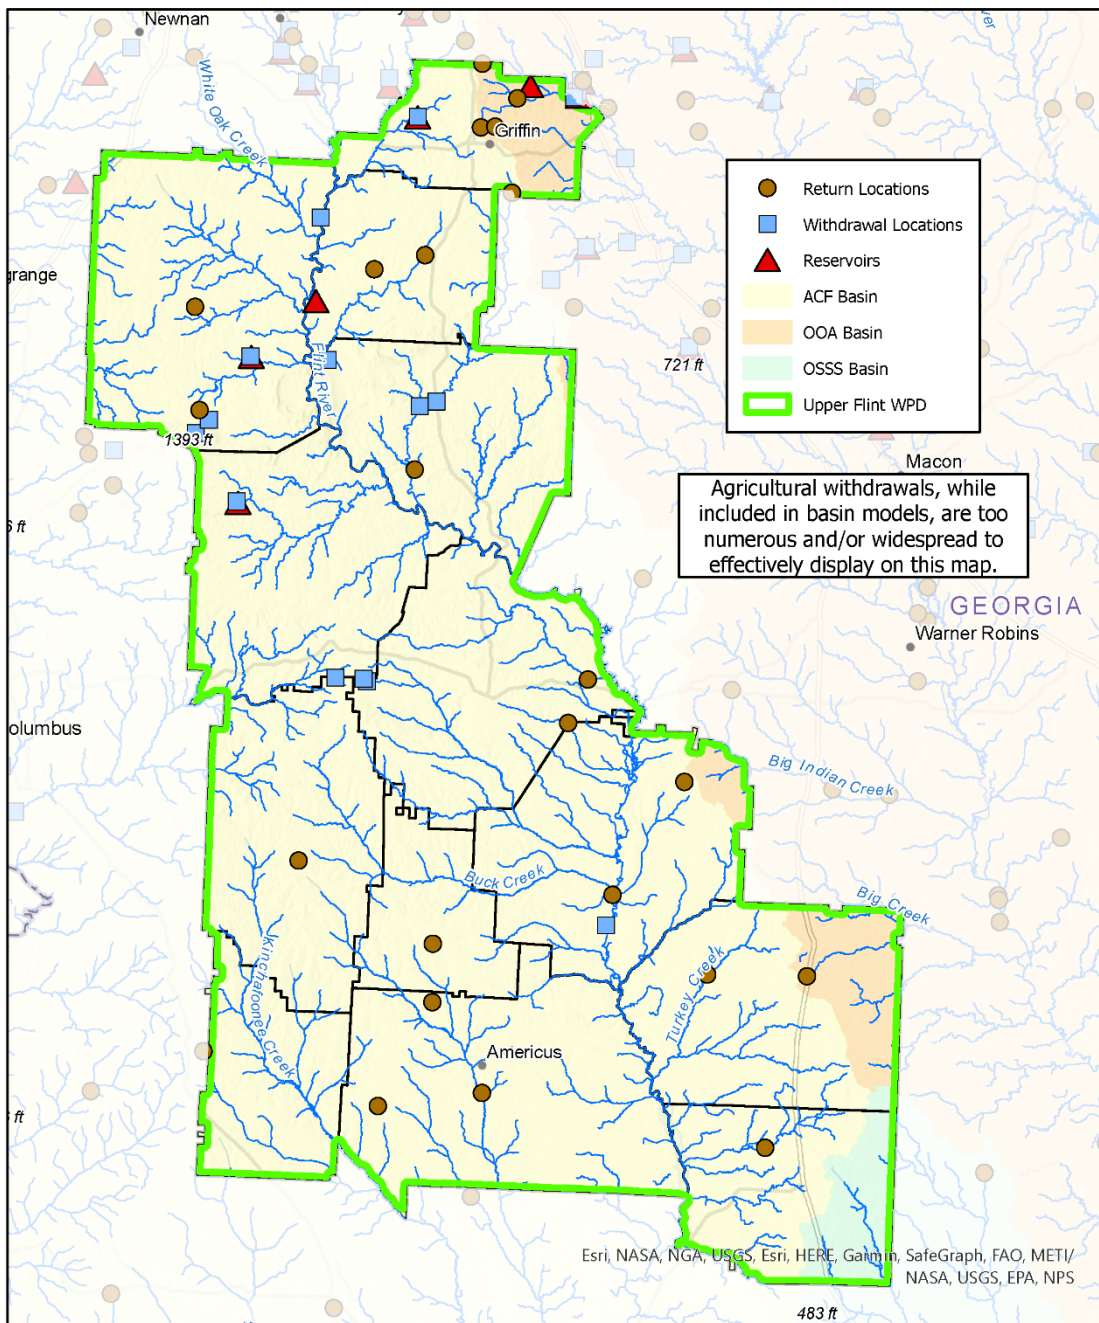 Newnan
White Oak Creek
Griffin
grange
Flint River
1393 ft
721 ft
Return Locations
Withdrawal Locations
Reservoirs
ACF Basin
OOA Basin
OSSS Basin
Upper Flint WPD
Macon
Agricultural withdrawals, while
included in basin models, are too
numerous and/or widespread to
effectively display on this map.
GEORGIA
Warner Robins
olumbus
Big Indian Creek
Buck Creek
Big Creek
Kinchafoonee Creek
Turkey Creek
Americus
Esri, NASA, NGA, USGS, Esri, HERE, Garmin, SafeGraph, FAO, METI/
NASA, USGS, EPA, NPS
483 ft